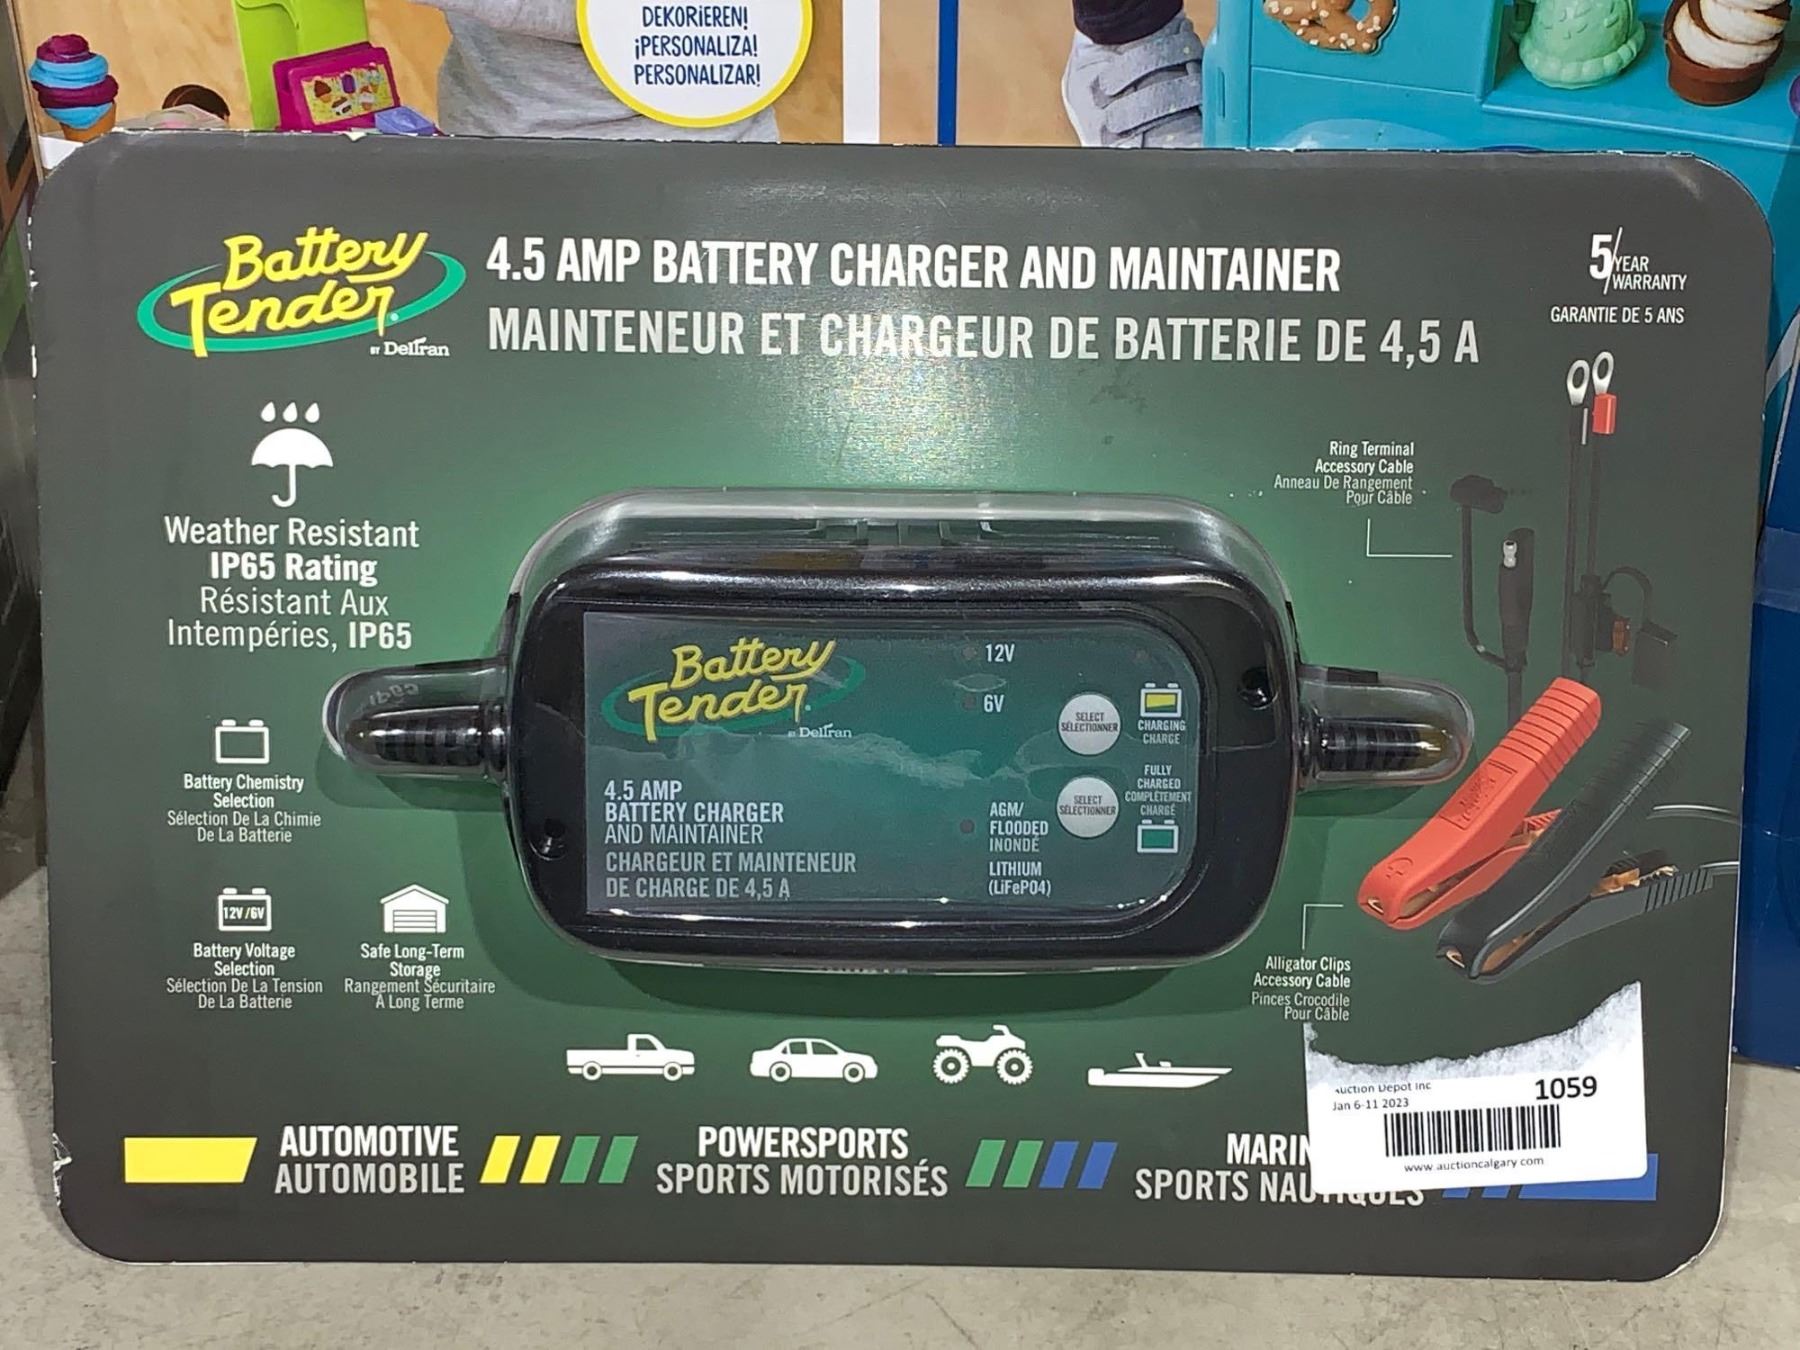 DEKORIEREN!
¡PERSONALIZA!
PERSONALIZAR!
Battery
Tender®
BY Deltran
4.5 AMP BATTERY CHARGER AND MAINTAINER
MAINTENEUR ET CHARGEUR DE BATTERIE DE 4,5 A
5 YEAR
WARRANTY
GARANTIE DE 5 ANS
Weather Resistant
IP65 Rating
Résistant Aux
Intempéries, IP65
Ring Terminal
Accessory Cable
Anneau De Rangement
Pour Câble
Battery Chemistry
Selection
Sélection De La Chimie
De La Batterie
12V/6V
Battery Voltage
Selection
Sélection De La Tension
De La Batterie
Safe Long-Term
Storage
Rangement Sécuritaire
À Long Terme
Battery
Tender®
BY Deltran
4.5 AMP
BATTERY CHARGER
AND MAINTAINER
CHARGEUR ET MAINTENEUR
DE CHARGE DE 4,5 A
12V
6V
SELECT
SÉLECTIONNER
CHARGING
CHARGE
FULLY
CHARGED
COMPLÈTEMENT
CHARGÉ
SELECT
SÉLECTIONNER
AGM/
FLOODED
INONDÉ
LITHIUM
(LiFePO4)
Alligator Clips
Accessory Cable
Pinces Crocodile
Pour Câble
AUTOMOTIVE
AUTOMOBILE
POWERSPORTS
SPORTS MOTORISÉS
MARIN
SPORTS NAUTIQUES
uction Depot Inc
1059
Jan 6-11 2023
www.auctioncalgary.com